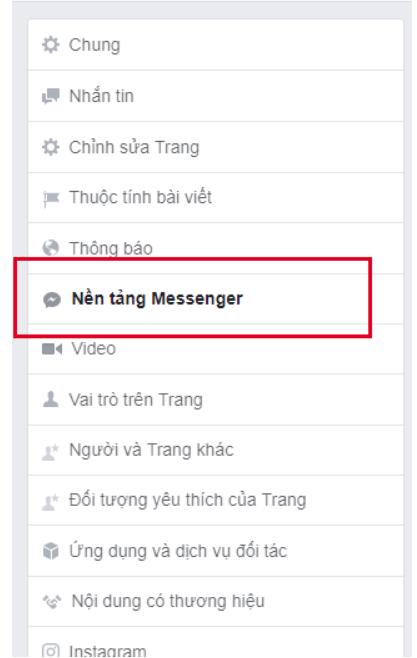 Chung
Nhắn tin
Chỉnh sửa Trang
Thuộc tính bài viết
Thông báo
Nền tảng Messenger
Video
Vai trò trên Trang
Người và Trang khác
Đối tượng yêu thích của Trang
Ứng dụng và dịch vụ đối tác
Nội dung có thương hiệu
Instagram